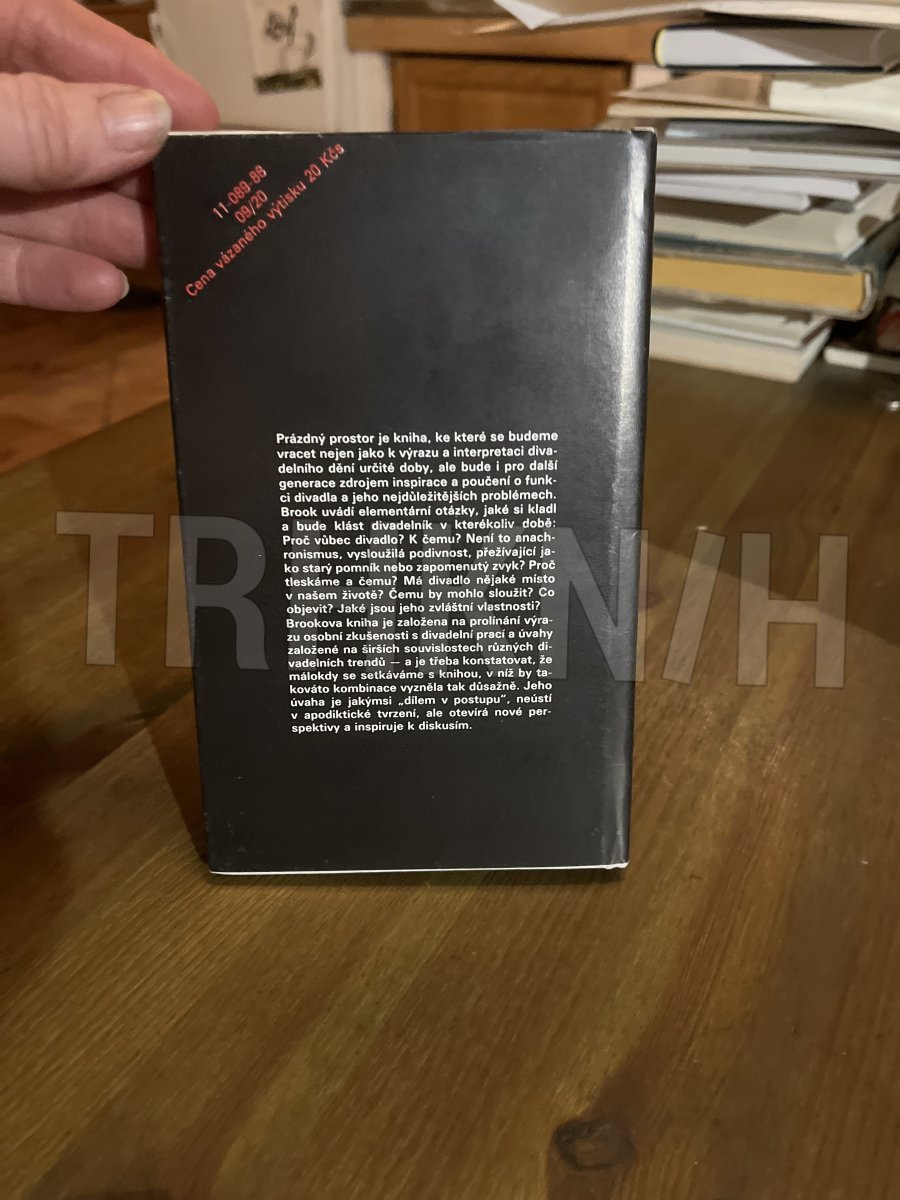 11-089-88
09/20
Cena vázaného výtisku 20 Kčs
Prázdný prostor je kniha, ke které se budeme
vracet nejen jako k výrazu a interpretaci diva-
delního dění určité doby, ale bude i pro další
generace zdrojem inspirace a poučení o funk-
ci divadla a jeho nejdůležitějších problémech.
Brook uvádí elementární otázky, jaké si kladl
a bude klást divadelník v kterékoliv době:
Proč vůbec divadlo? K čemu? Není to anach-
ronismus, vysloužilá podivnost, přežívající ja-
ko starý pomník nebo zapomenutý zvyk? Proč
tleskáme a čemu? Má divadlo nějaké místo
v našem životě? Čemu by mohlo sloužit? Co
objevit? Jaké jsou jeho zvláštní vlastnosti?
Brookova kniha je založena na prolínání výra-
zu osobní zkušenosti s divadelní prací a úvahy
založené na širších souvislostech různých di-
vadelních trendů — a je třeba konstatovat, že
málokdy se setkáváme s knihou, v níž by ta-
kováto kombinace vyzněla tak důsažně. Jeho
úvaha je jakýmsi „dílem v postupu“, neústí
v apodiktické tvrzení, ale otevírá nové per-
spektivy a inspiruje k diskusím.